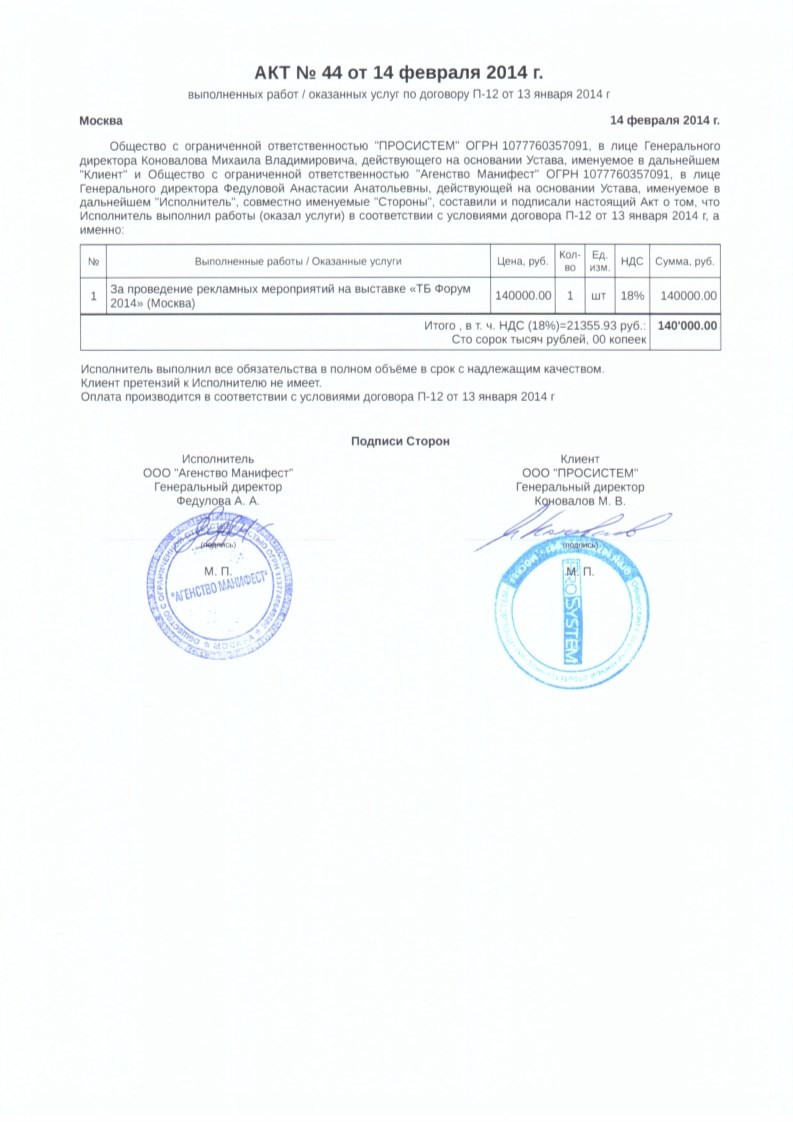 АКТ № 44 от 14 февраля 2014 г.
выполненных работ / оказанных услуг по договору П-12 от 13 января 2014 г
Москва 14 февраля 2014 г.
Общество с ограниченной ответственностью "ПРОСИСТЕМ" ОГРН 1077760357091, в лице Генерального
директора Коновалова Михаила Владимировича, действующего на основании Устава, именуемое в дальнейшем
"Клиент" и Общество с ограниченной ответственностью "Агенство Манифест" ОГРН 1077760357091, в лице
Генерального директора Федуловой Анастасии Анатольевны, действующей на основании Устава, именуемое в
дальнейшем "Исполнитель", совместно именуемые "Стороны", составили и подписали настоящий Акт о том, что
Исполнитель выполнил работы (оказал услуги) в соответствии с условиями договора П-12 от 13 января 2014 г, а
именно:
№ Выполненные работы / Оказанные услуги Цена, руб. Кол-во Ед. изм. НДС Сумма, руб.
1 За проведение рекламных мероприятий на выставке «ТБ Форум 2014» (Москва) 140000.00 1 шт 18% 140000.00
Итого , в т. ч. НДС (18%)=21355.93 руб.: 140'000.00
Сто сорок тысяч рублей, 00 копеек
Исполнитель выполнил все обязательства в полном объёме в срок с надлежащим качеством.
Клиент претензий к Исполнителю не имеет.
Оплата производится в соответствии с условиями договора П-12 от 13 января 2014 г
Подписи Сторон
Исполнитель Клиент
ООО "Агенство Манифест" ООО "ПРОСИСТЕМ"
Генеральный директор Генеральный директор
Федулова А. А. Коновалов М. В.
(подпись) (подпись)
М. П. М. П.
"АГЕНСТВО МАНИФЕСТ"
МОСКВА
PROSYSTEM